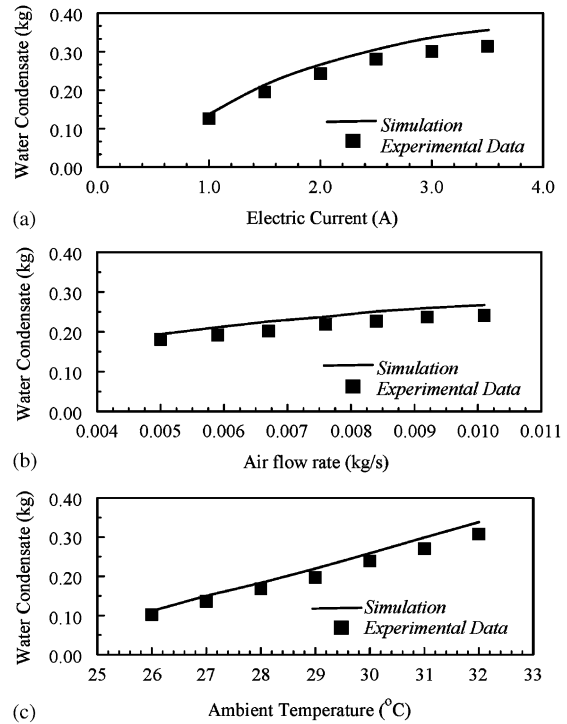 Water Condensate (kg)
0.40
0.30
0.20
0.10
0.00
Simulation
Experimental Data
0.0 1.0 2.0 3.0 4.0
(a)
Electric Current (A)
Water Condensate (kg)
0.40
0.30
0.20
0.10
0.00
Simulation
Experimental Data
0.004 0.005 0.006 0.007 0.008 0.009 0.010 0.011
(b)
Air flow rate (kg/s)
Water Condensate (kg)
0.40
0.30
0.20
0.10
0.00
Simulation
Experimental Data
25 26 27 28 29 30 31 32 33
(c)
Ambient Temperature (°C)